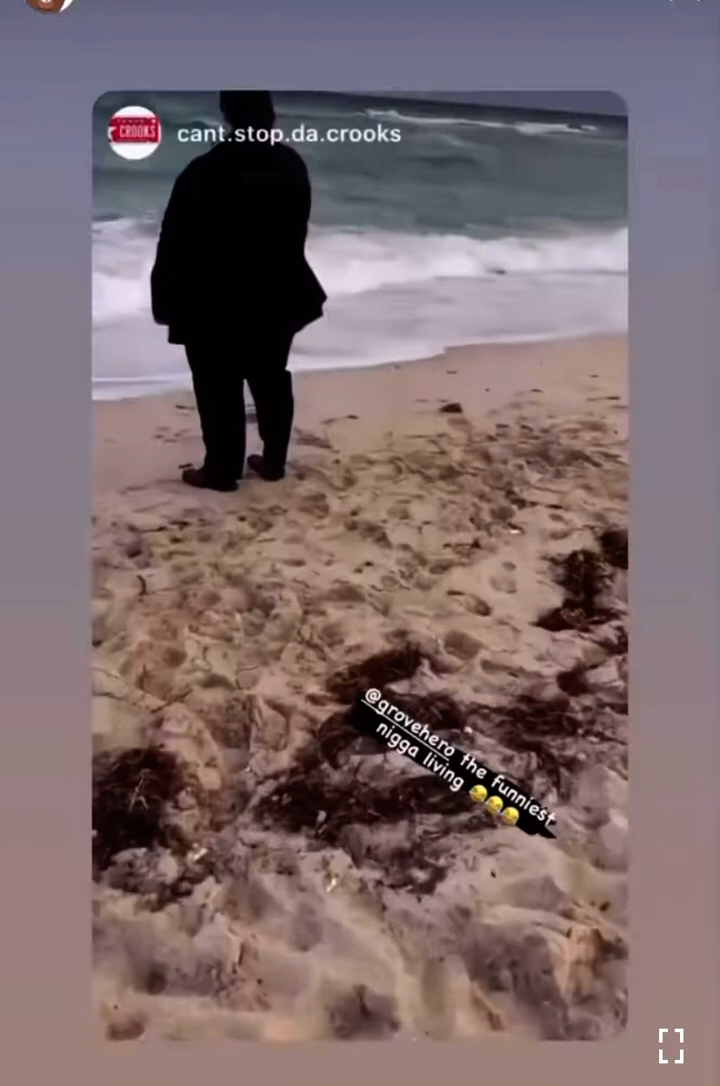 CROOKS
cant.stop.da.crooks
@grovehero the funniest
nigga living 😂😂😂